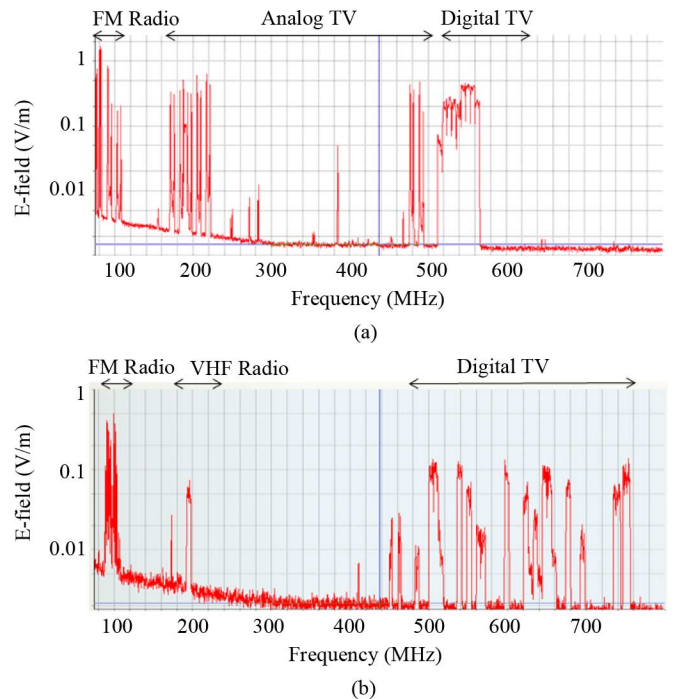 FM Radio Analog TV Digital TV
1
0.1
0.01
E-field (V/m)
100 200 300 400 500 600 700
Frequency (MHz)
(a)
FM Radio VHF Radio Digital TV
1
0.1
0.01
E-field (V/m)
100 200 300 400 500 600 700
Frequency (MHz)
(b)